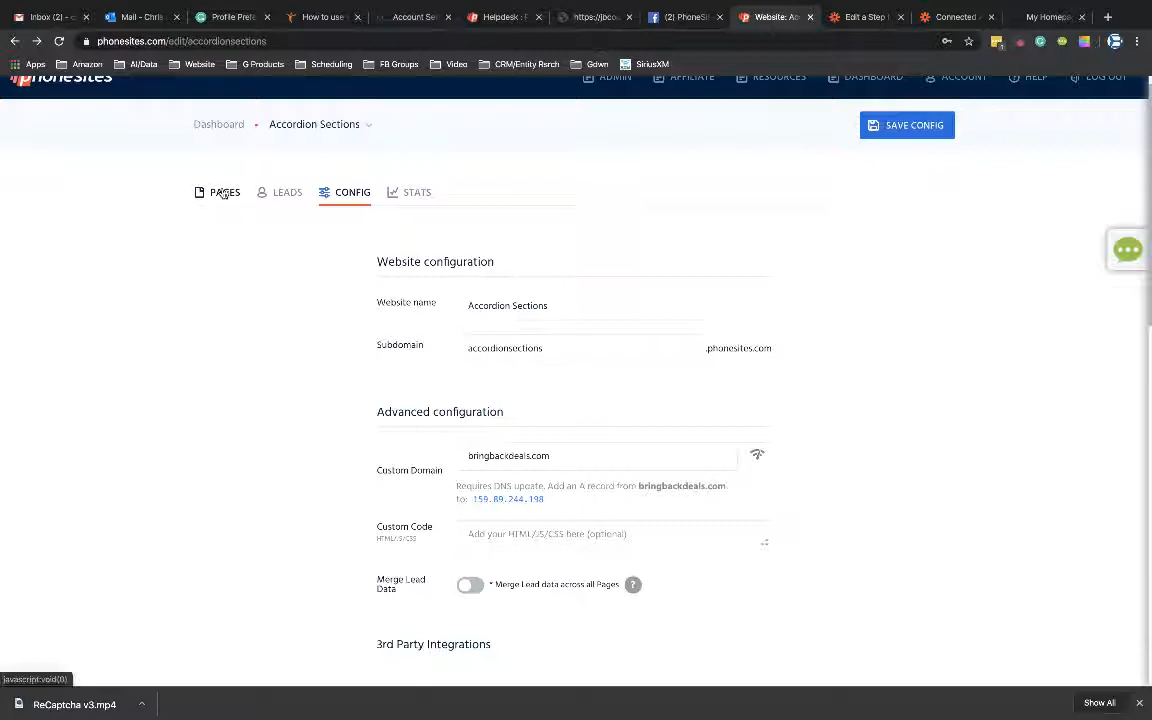 Inbox (2) - c
Mail - Chris
Profile Prefe
How to use
Account Se
Helpdesk : F
https://jbco
(2) PhoneSi
Website: Ac
Edit a Step
Connected
My Homepa
phonesites.com/edit/accordionsections
Apps
Amazon
AI/Data
Website
G Products
Scheduling
FB Groups
Video
CRM/Entity Rsrch
Gdwn
SiriusXM
phonesites
ADMIN
AFFILIATE
RESOURCES
DASHBOARD
ACCOUNT
HELP
LOG OUT
Dashboard • Accordion Sections
SAVE CONFIG
PAGES
LEADS
CONFIG
STATS
Website configuration
Website name
Accordion Sections
Subdomain
accordionsections
.phonesites.com
Advanced configuration
Custom Domain
bringbackdeals.com
Requires DNS update. Add an A record from bringbackdeals.com.
to: 159.89.244.198
Custom Code
HTML/JS/CSS
Add your HTML/JS/CSS here (optional)
Merge Lead
Data
* Merge Lead data across all Pages ?
3rd Party Integrations
javascript:void(0)
ReCaptcha v3.mp4
Show All